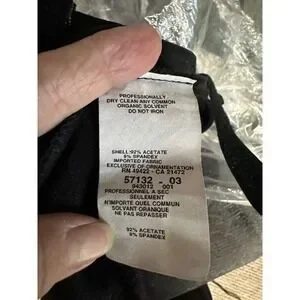 PROFESSIONALLY
DRY CLEAN ANY COMMON
ORGANIC SOLVENT
DO NOT IRON
SHELL: 92% ACETATE
8% SPANDEX
IMPORTED FABRIC
EXCLUSIVE OF ORNAMENTATION
RN 49422 - CA 21472
57132 - 03
943012 001
PROFESSIONNEL A SEC
SEULEMENT
N'IMPORTE QUEL COMMUN
SOLVANT ORANIQUE
NE PAS REPASSER
92% ACETATE
8% SPANDEX